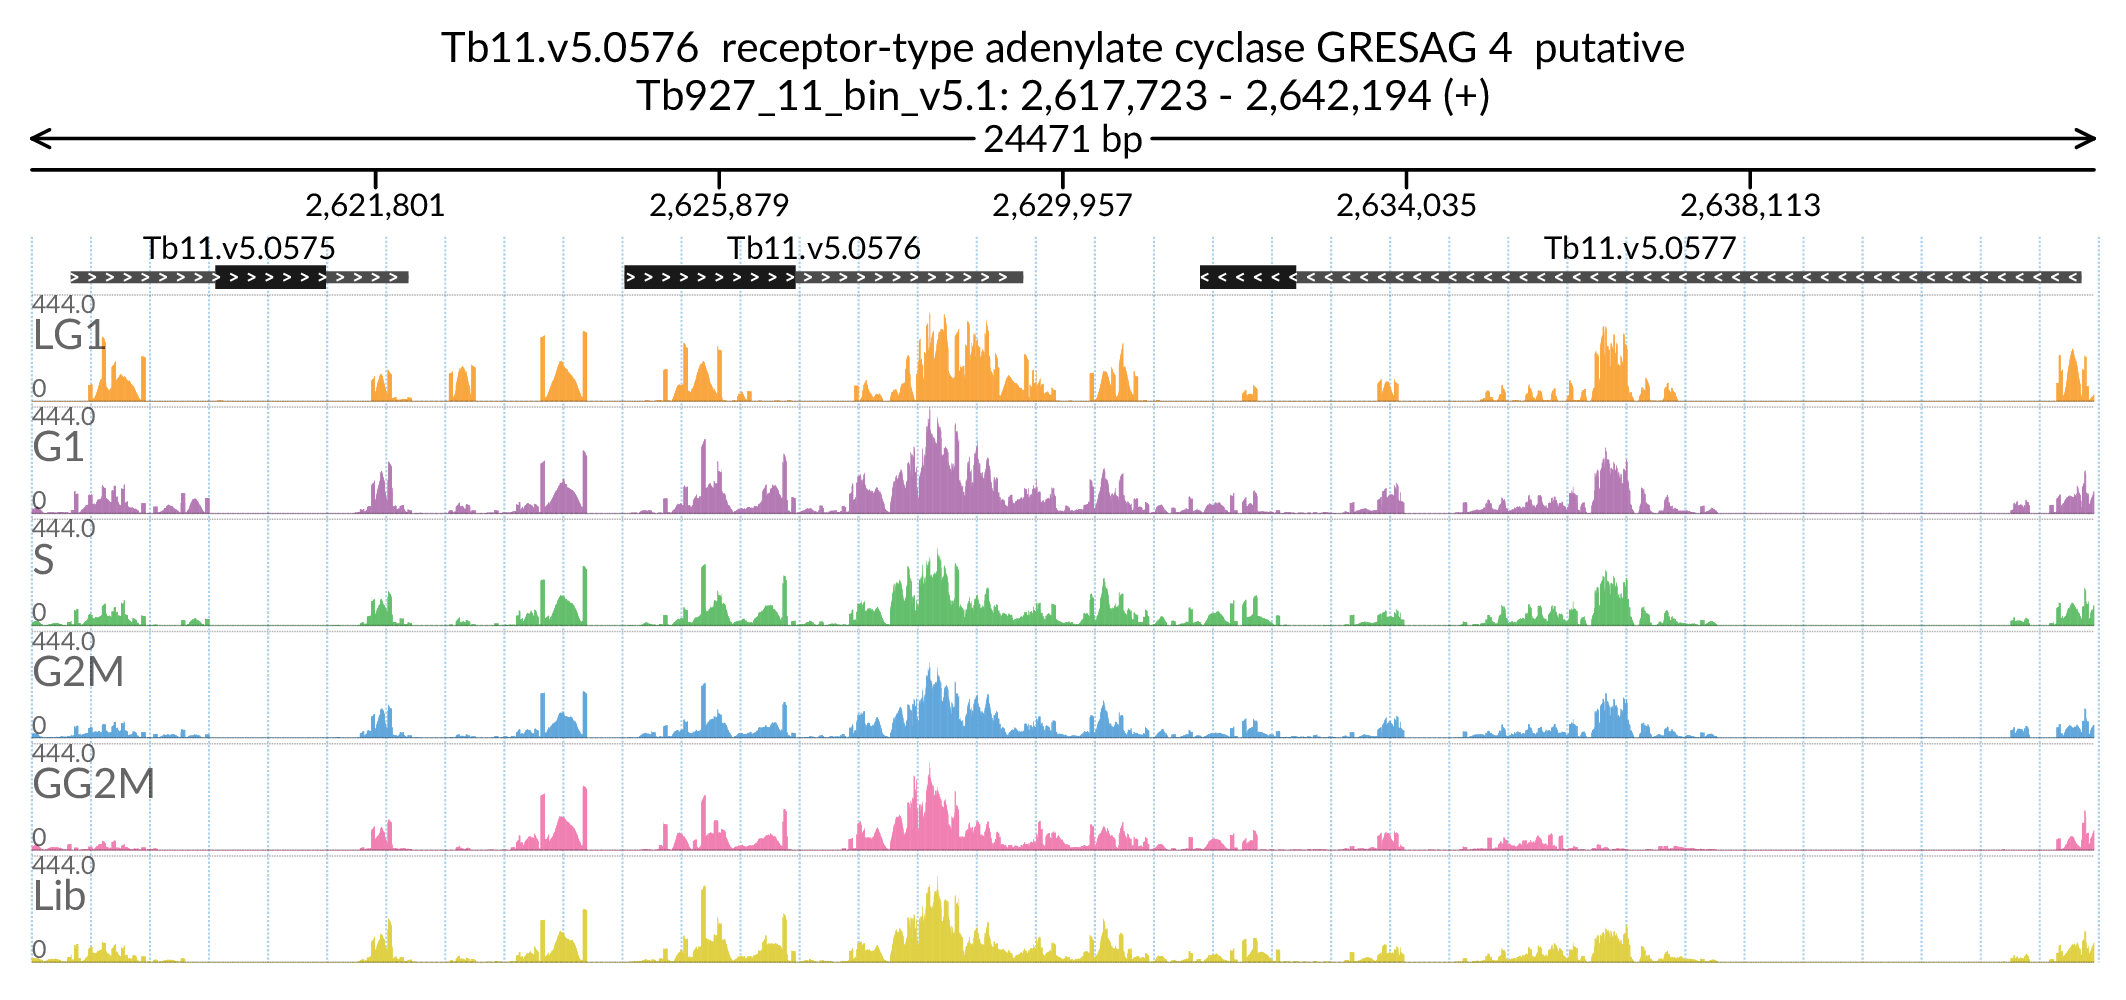 Tb11.v5.0576  receptor-type adenylate cyclase GRESAG 4  putative
Tb927_11_bin_v5.1: 2,617,723 - 2,642,194 (+)
24471 bp
2,621,801 2,625,879 2,629,957 2,634,035 2,638,113
Tb11.v5.0575 Tb11.v5.0576 Tb11.v5.0577
444.0
LG1
0
444.0
G1
0
444.0
S
0
444.0
G2M
0
444.0
GG2M
0
444.0
Lib
0